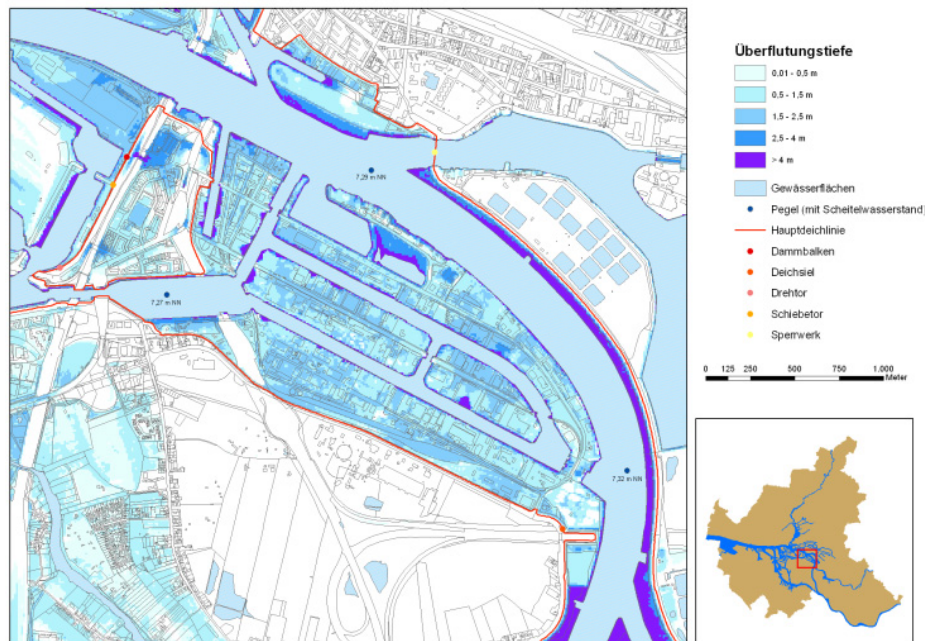 7,29 m NN
7,27 m NN
7,32 m NN
Überflutungstiefe
0,01 - 0,5 m
0,5 - 1,5 m
1,5 - 2,5 m
2,5 - 4 m
> 4 m
Gewässerflächen
Pegel (mit Scheitelwasserstand)
Hauptdeichlinie
Dammbalken
Deichsiel
Drehtor
Schiebetor
Sperrwerk
0 125 250 500 750 1.000
Meter